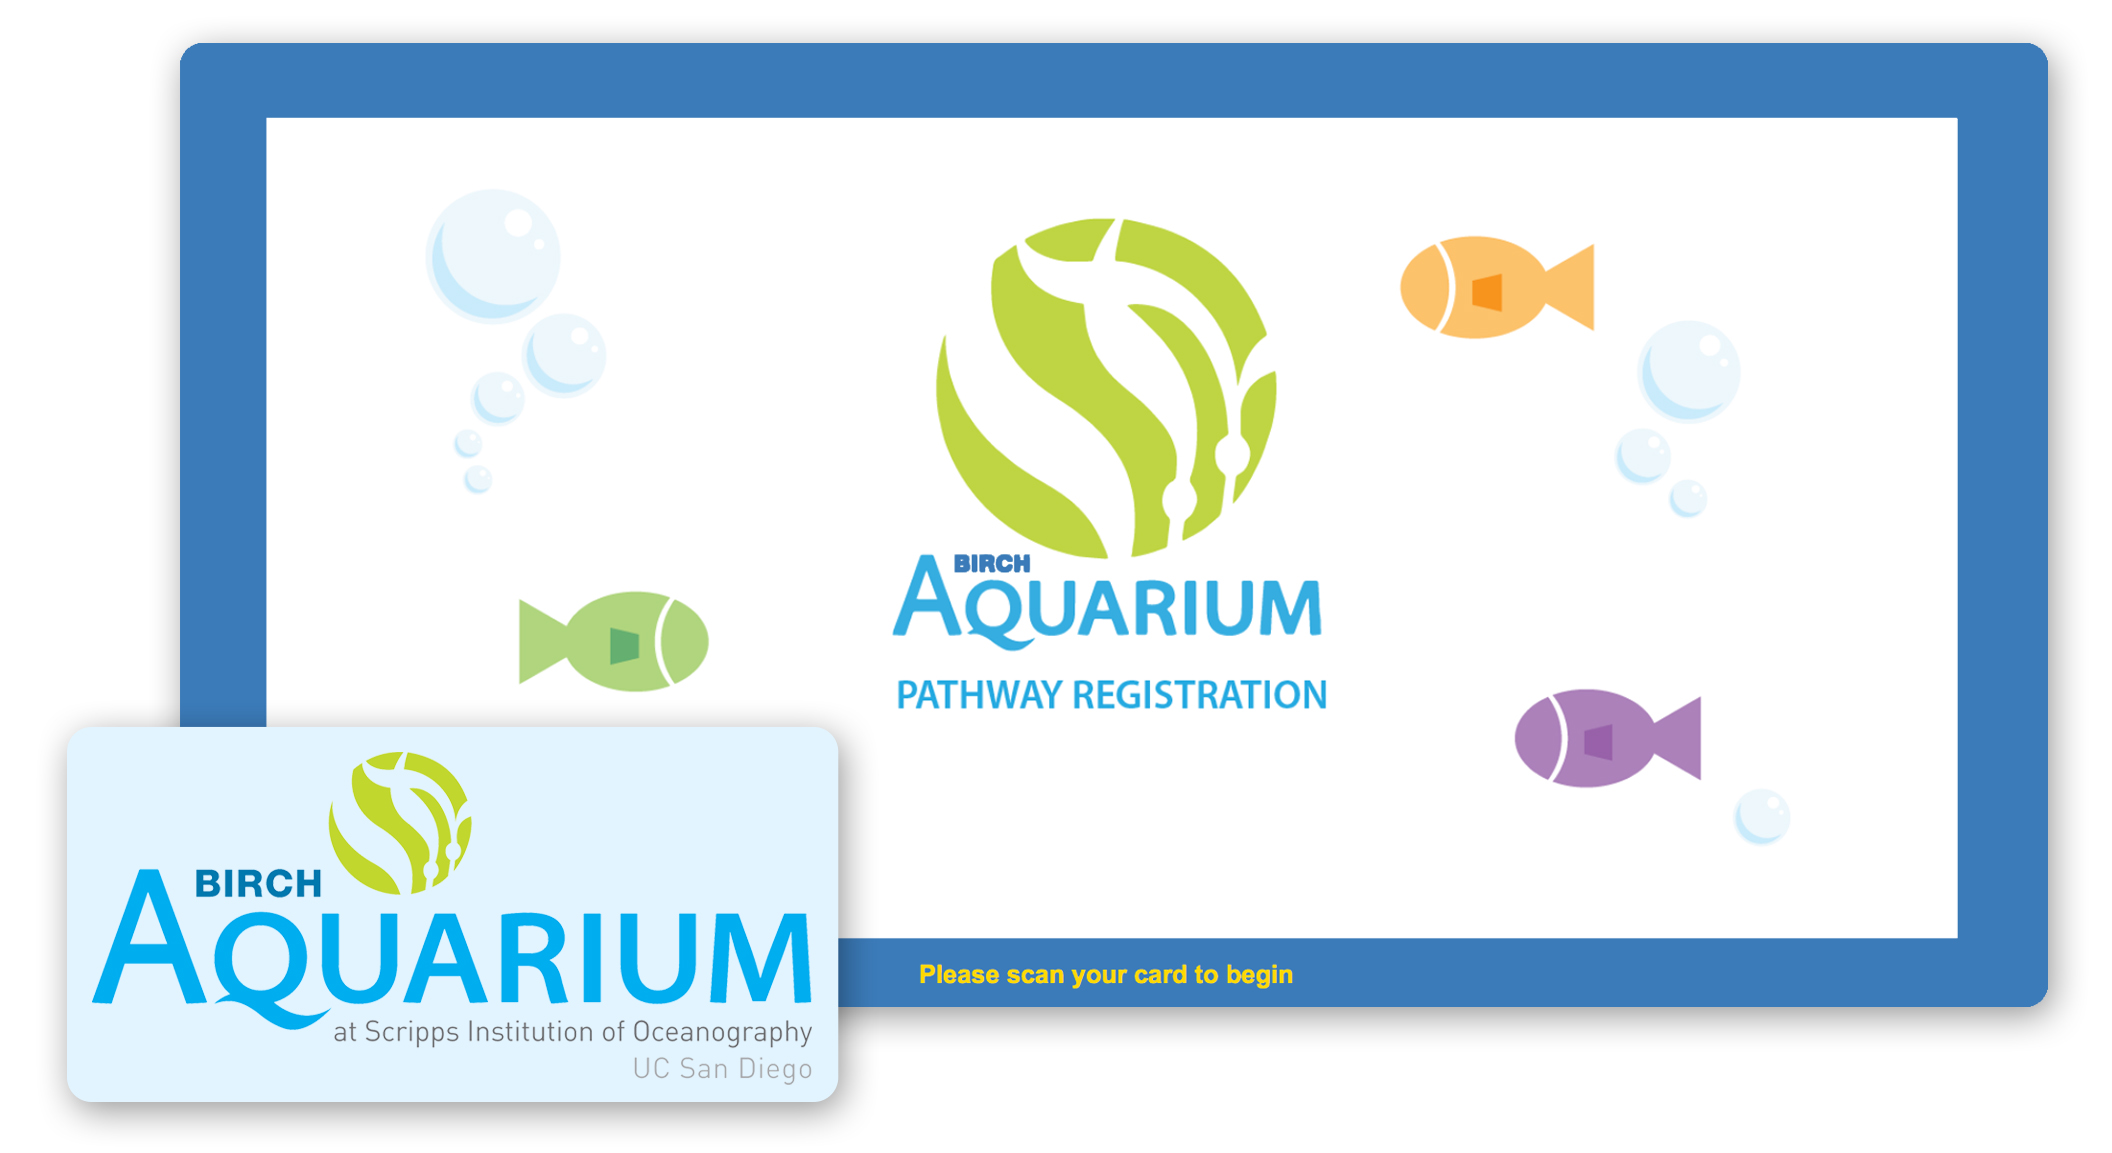 BIRCH
AQUARIUM
PATHWAY REGISTRATION
Please scan your card to begin
BIRCH
AQUARIUM
at Scripps Institution of Oceanography
UC San Diego